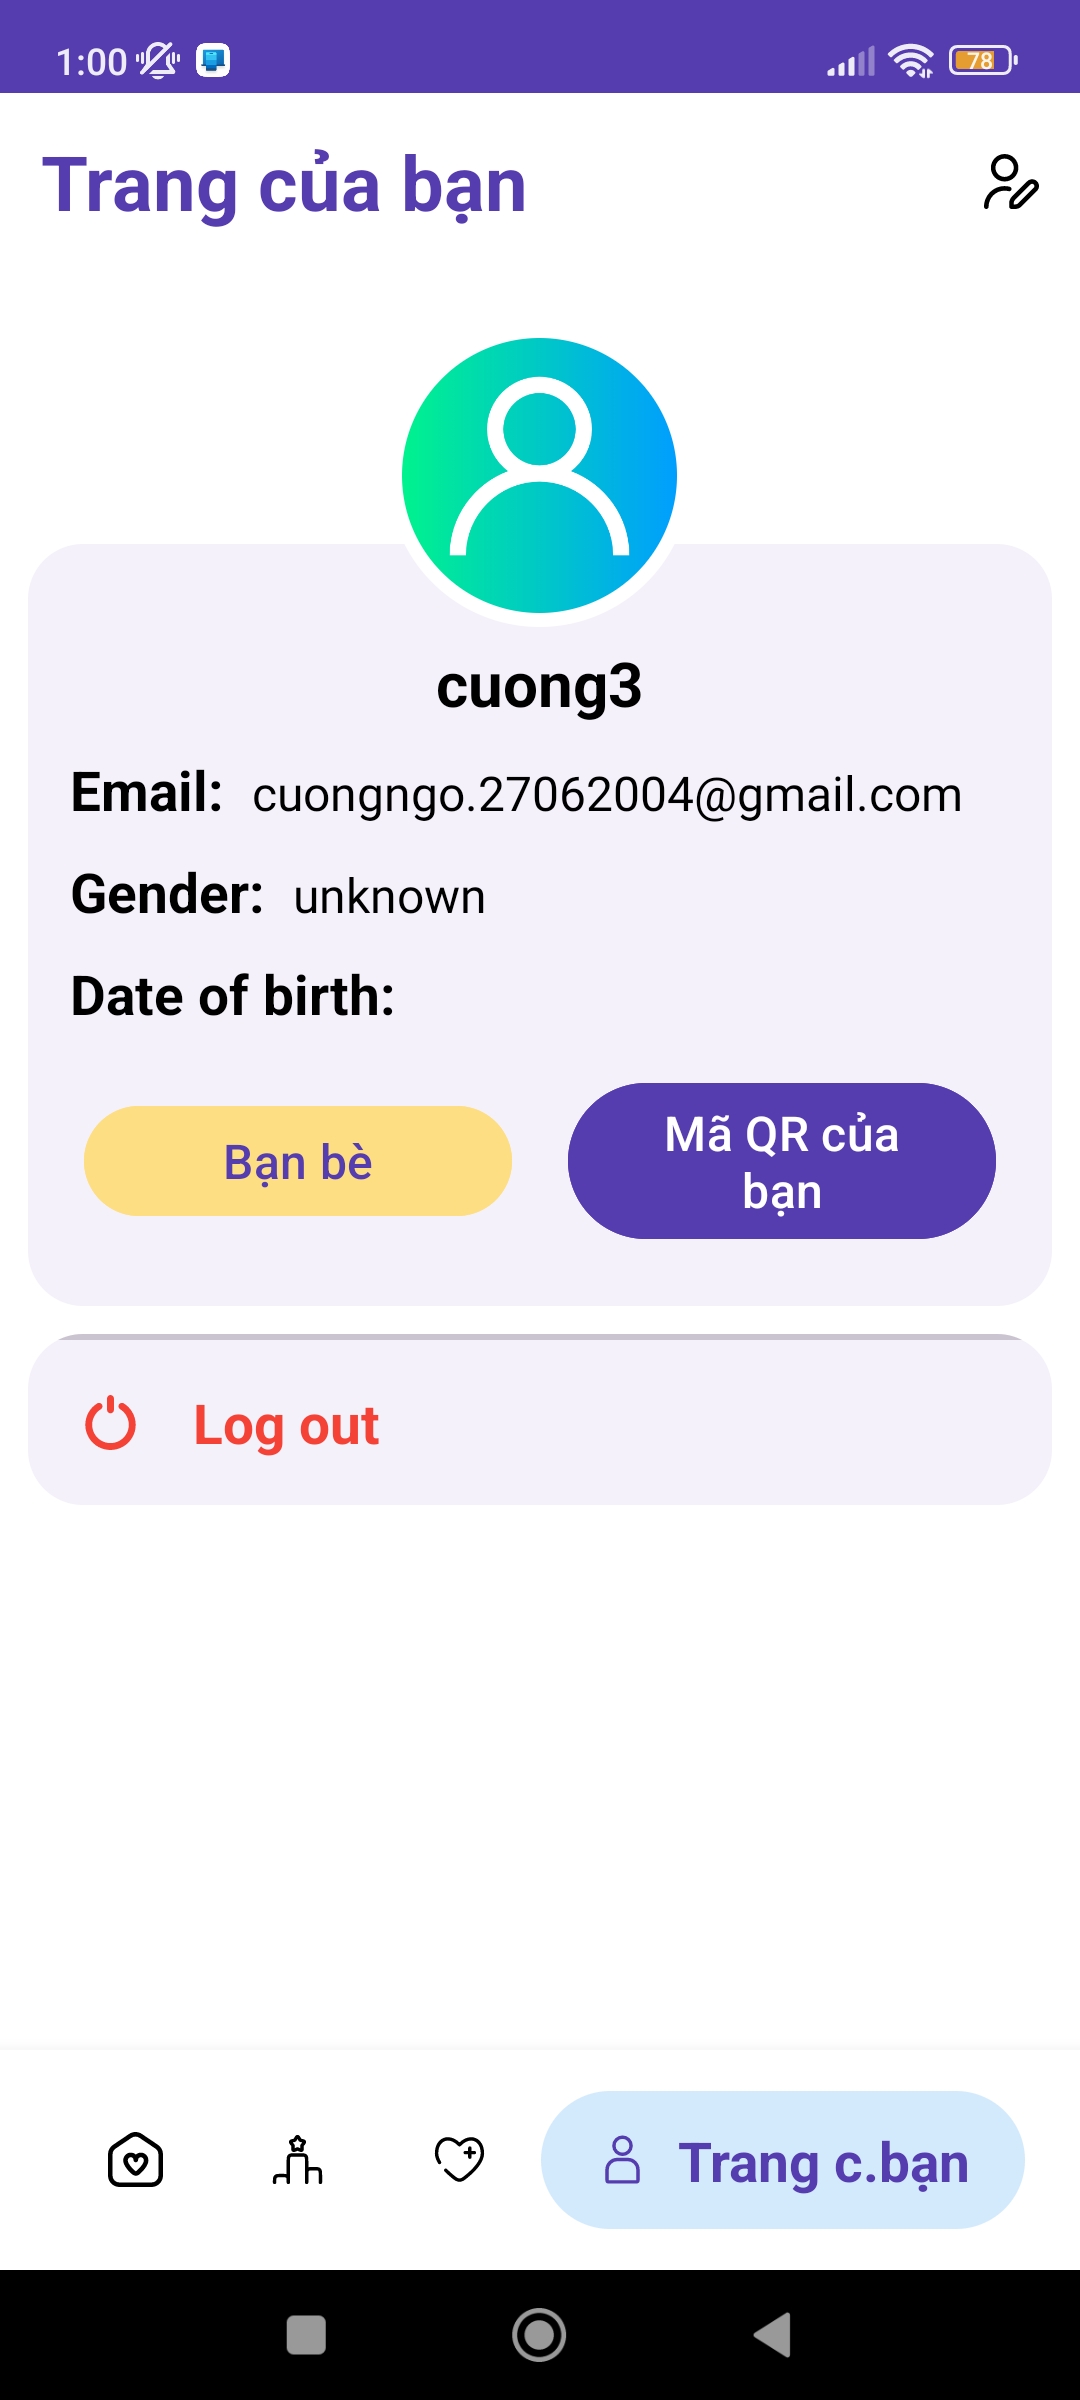 1:00
78
Trang của bạn
cuong3
Email: cuongngo.27062004@gmail.com
Gender: unknown
Date of birth:
Bạn bè
Mã QR của
bạn
Log out
Trang c.bạn